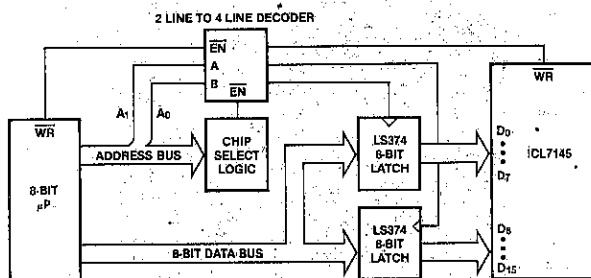 2 LINE TO 4 LINE DECODER
EN
A
B
EN
WR
A1
A0
WR
8-BIT
μP
ADDRESS BUS
CHIP
SELECT
LOGIC
LS374
8-BIT
LATCH
D0
D7
ICL7145
8-BIT DATA BUS
LS374
8-BIT
LATCH
D8
D15